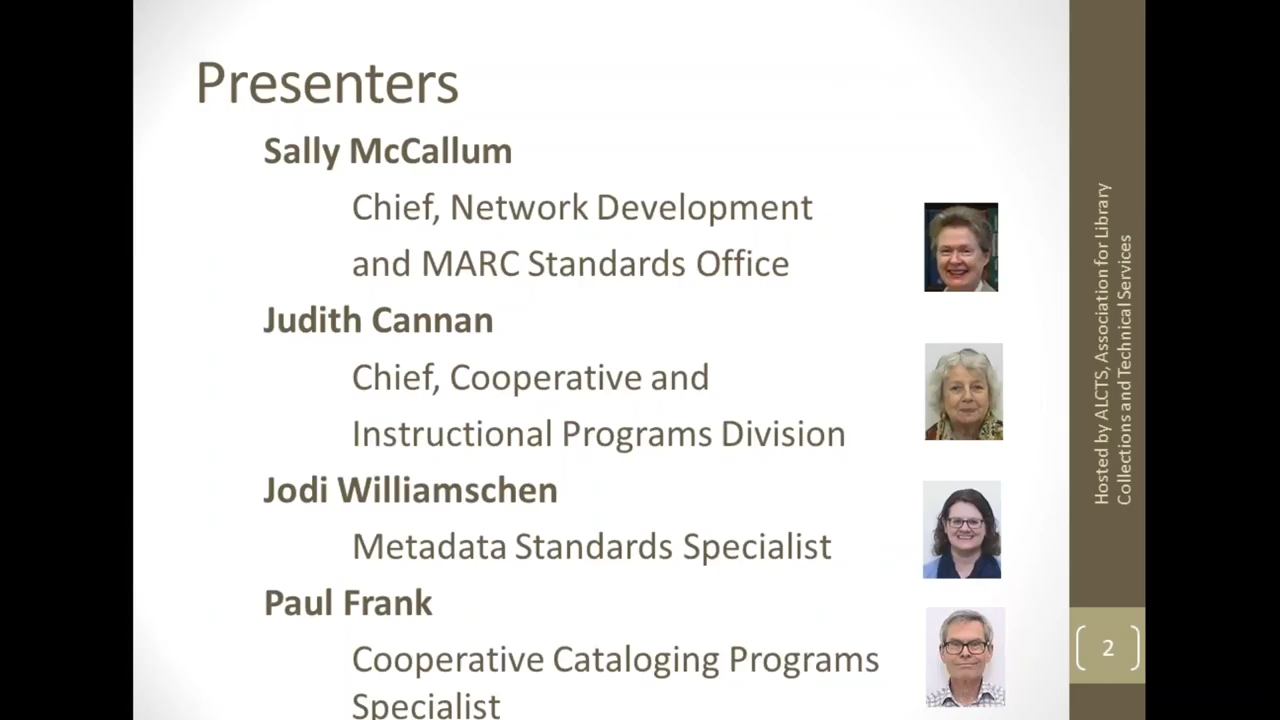 Presenters
Sally McCallum
Chief, Network Development
and MARC Standards Office
Judith Cannan
Chief, Cooperative and
Instructional Programs Division
Jodi Williamschen
Metadata Standards Specialist
Paul Frank
Cooperative Cataloging Programs
Specialist
Hosted by ALCTS, Association for Library
Collections and Technical Services
2